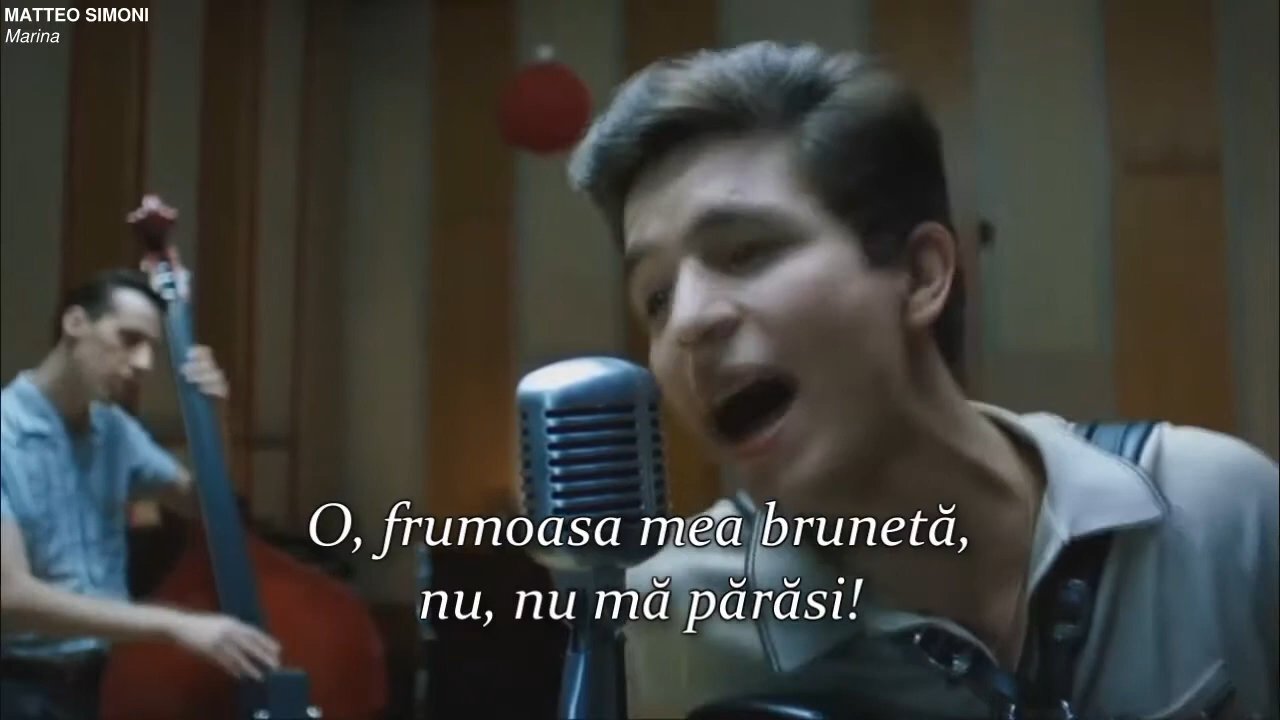 MATTEO SIMONI
Marina
O, frumoasa mea brunetă,
nu, nu mă părăsi!